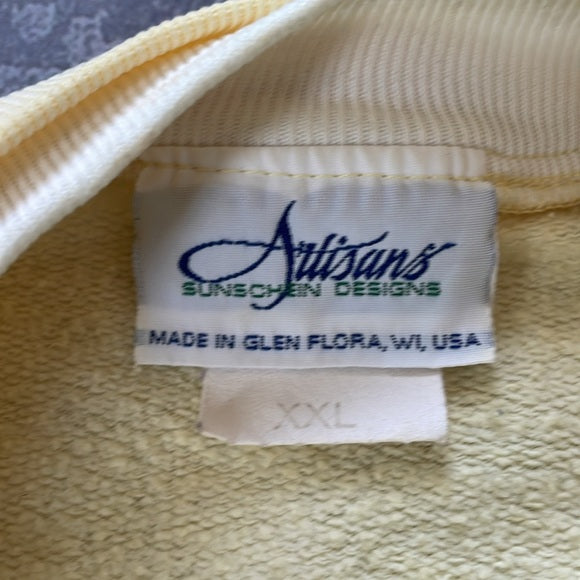 Artisans
SUNSCHEIN DESIGNS
MADE IN GLEN FLORA, WI, USA
XXL